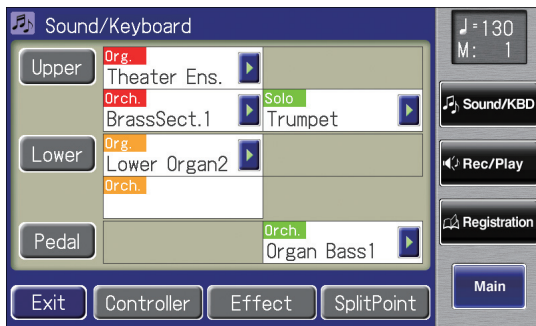 Sound/Keyboard
♩=130
M: 1
Upper
Org.
Theater Ens.
Orch.
BrassSect.1
Solo
Trumpet
Sound/KBD
Lower
Org.
Lower Organ2
Orch.
Rec/Play
Pedal
Orch.
Organ Bass1
Registration
Exit
Controller
Effect
SplitPoint
Main